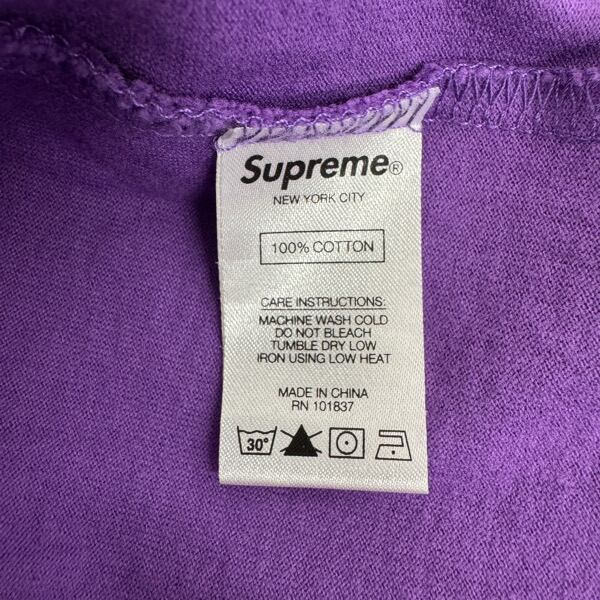 Supreme®
NEW YORK CITY
100% COTTON
CARE INSTRUCTIONS:
MACHINE WASH COLD
DO NOT BLEACH
TUMBLE DRY LOW
IRON USING LOW HEAT
MADE IN CHINA
RN 101837
30°